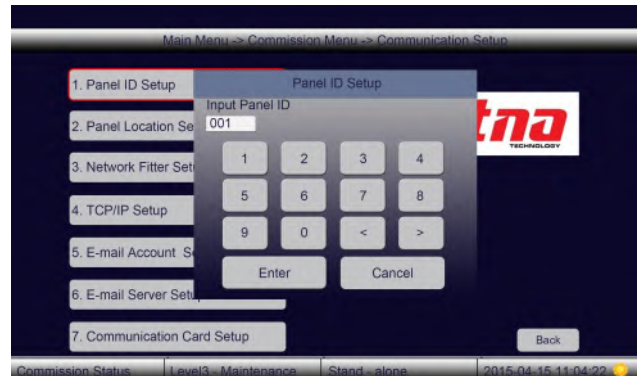 Main Menu -> Commission Menu -> Communication Setup
1. Panel ID Setup
Panel ID Setup
Input Panel ID
001
2. Panel Location Se
tna
TECHNOLOGY
3. Network Fitter Set
1 2 3 4
4. TCP/IP Setup
5 6 7 8
9 0 < >
5. E-mail Account S
Enter Cancel
6. E-mail Server Setu
7. Communication Card Setup
Back
Commission Status Level3 - Maintenance Stand - alone 2015-04-15 11:04:22